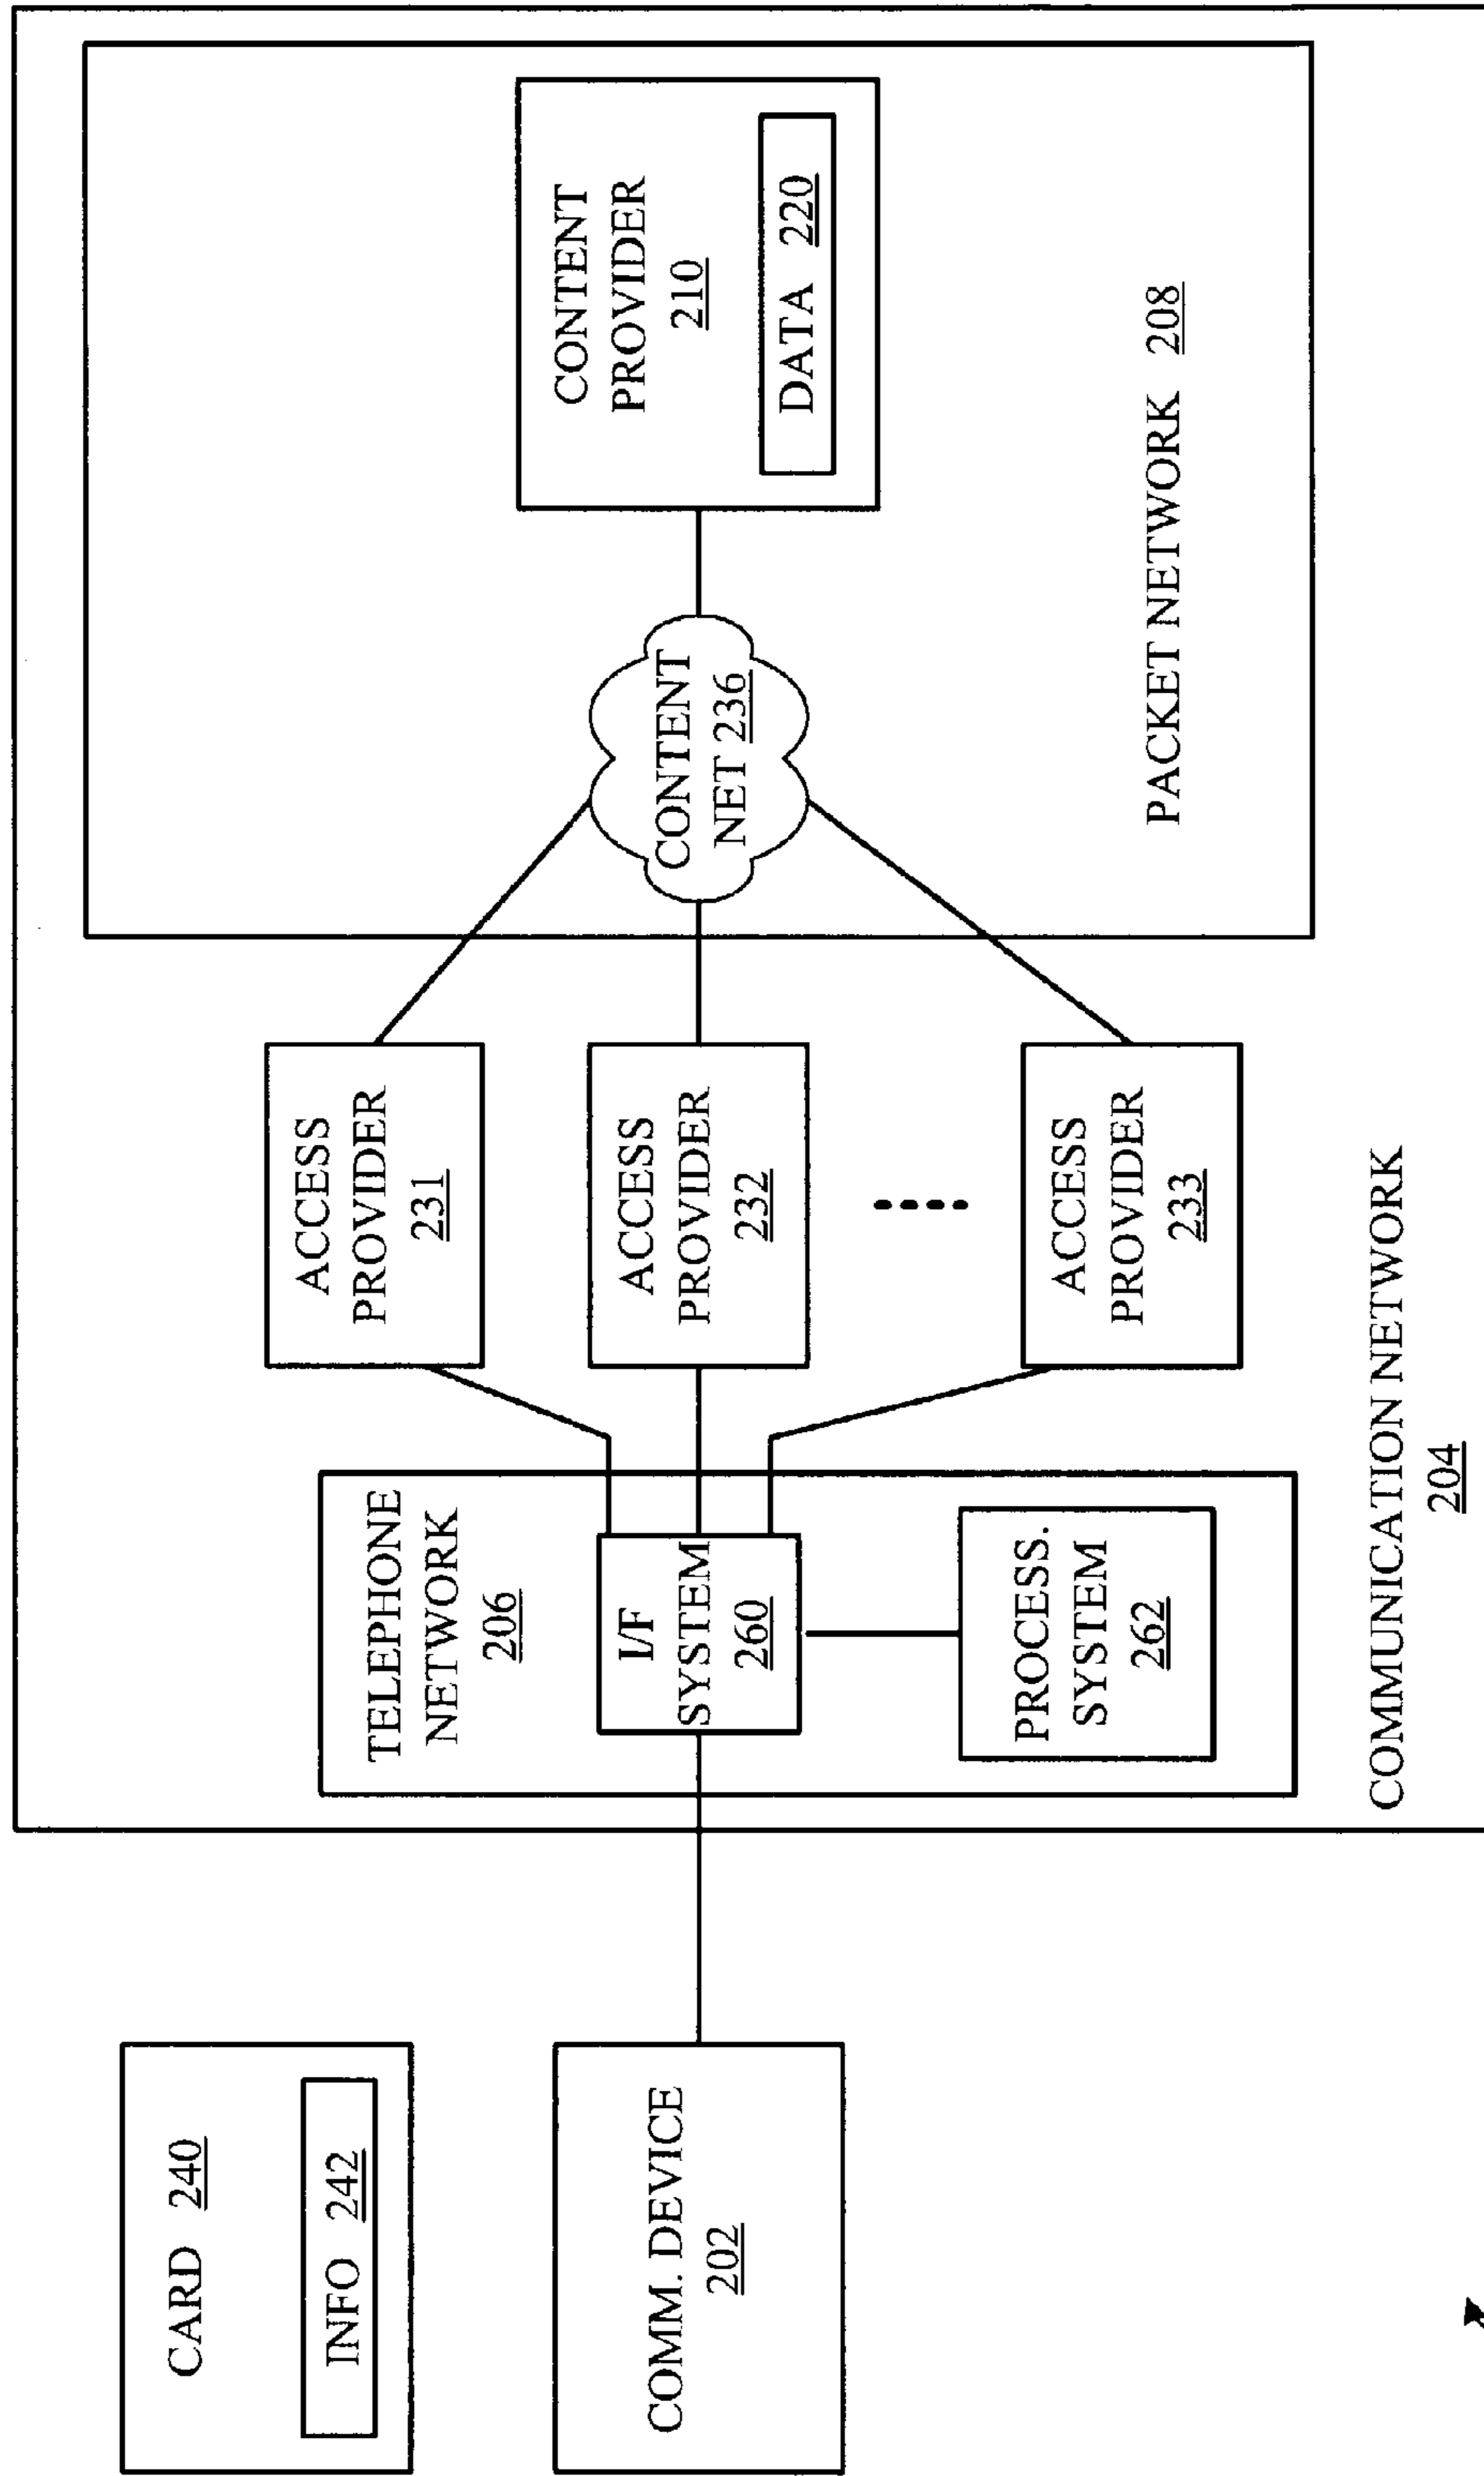 CARD 240
INFO 242
COMM. DEVICE
202
TELEPHONE
NETWORK
206
I/F
SYSTEM
260
PROCESS.
SYSTEM
262
ACCESS
PROVIDER
231
ACCESS
PROVIDER
232
ACCESS
PROVIDER
233
CONTENT
NET 236
CONTENT
PROVIDER
210
DATA 220
PACKET NETWORK 208
COMMUNICATION NETWORK
204